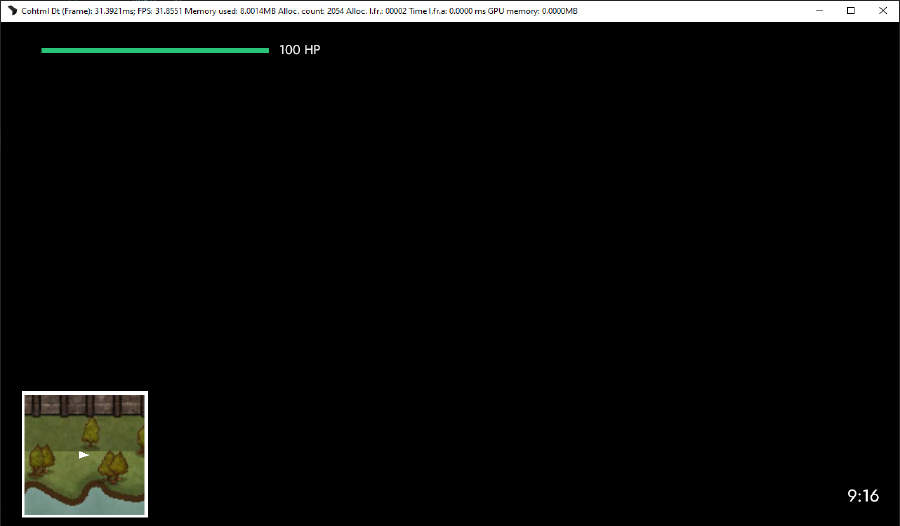 Cohtml Dt (Frame): 31.3921ms; FPS: 31.8551 Memory used: 8.0014MB Alloc. count: 2054 Alloc. l.fr.: 00002 Time l.fr.a: 0.0000 ms GPU memory: 0.0000MB
100 HP
9:16